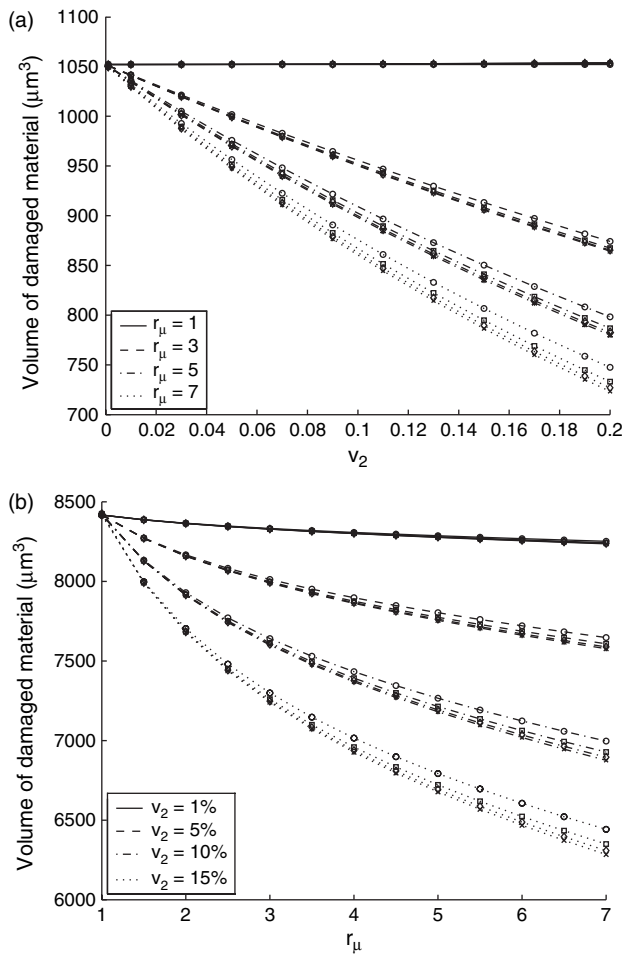 (a)
1100
1050
1000
950
900
850
800
750
700
Volume of damaged material (μm³)
r_μ = 1
r_μ = 3
r_μ = 5
r_μ = 7
0 0.02 0.04 0.06 0.08 0.1 0.12 0.14 0.16 0.18 0.2
v₂
(b)
8500
8000
7500
7000
6500
6000
Volume of damaged material (μm³)
v₂ = 1%
v₂ = 5%
v₂ = 10%
v₂ = 15%
1 2 3 4 5 6 7
r_μ